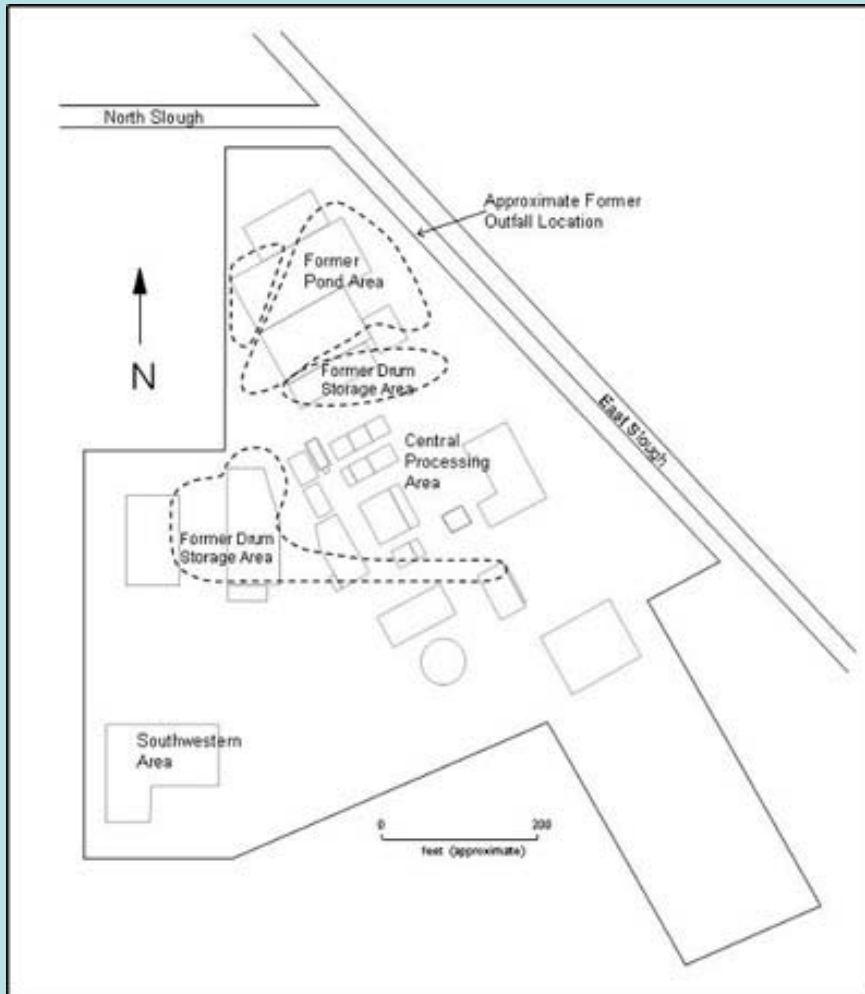 North Slough
Approximate Former
Outfall Location
Former
Pond Area
N
Former Drum
Storage Area
East Slough
Central
Processing
Area
Former Drum
Storage Area
Southwestern
Area
0 200
feet (approximate)